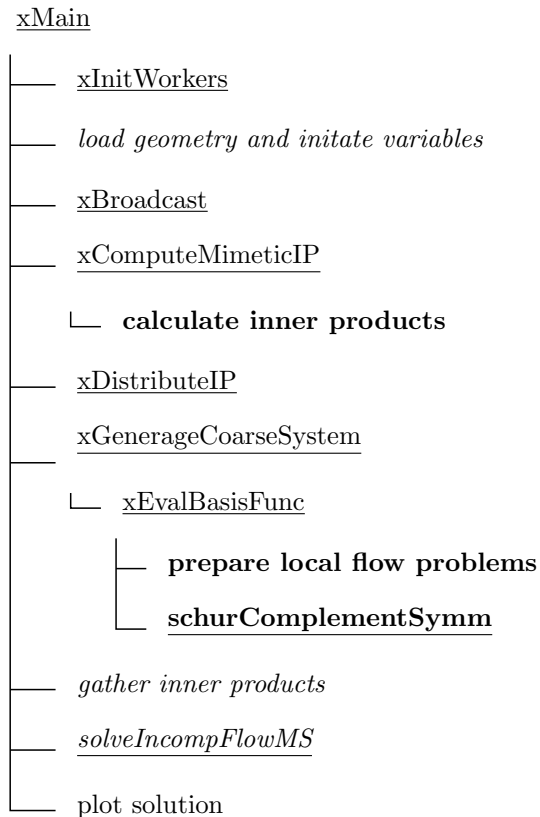 xMain
xInitWorkers
load geometry and initate variables
xBroadcast
xComputeMimeticIP
calculate inner products
xDistributeIP
xGenerageCoarseSystem
xEvalBasisFunc
prepare local flow problems
schurComplementSymm
gather inner products
solveIncompFlowMS
plot solution